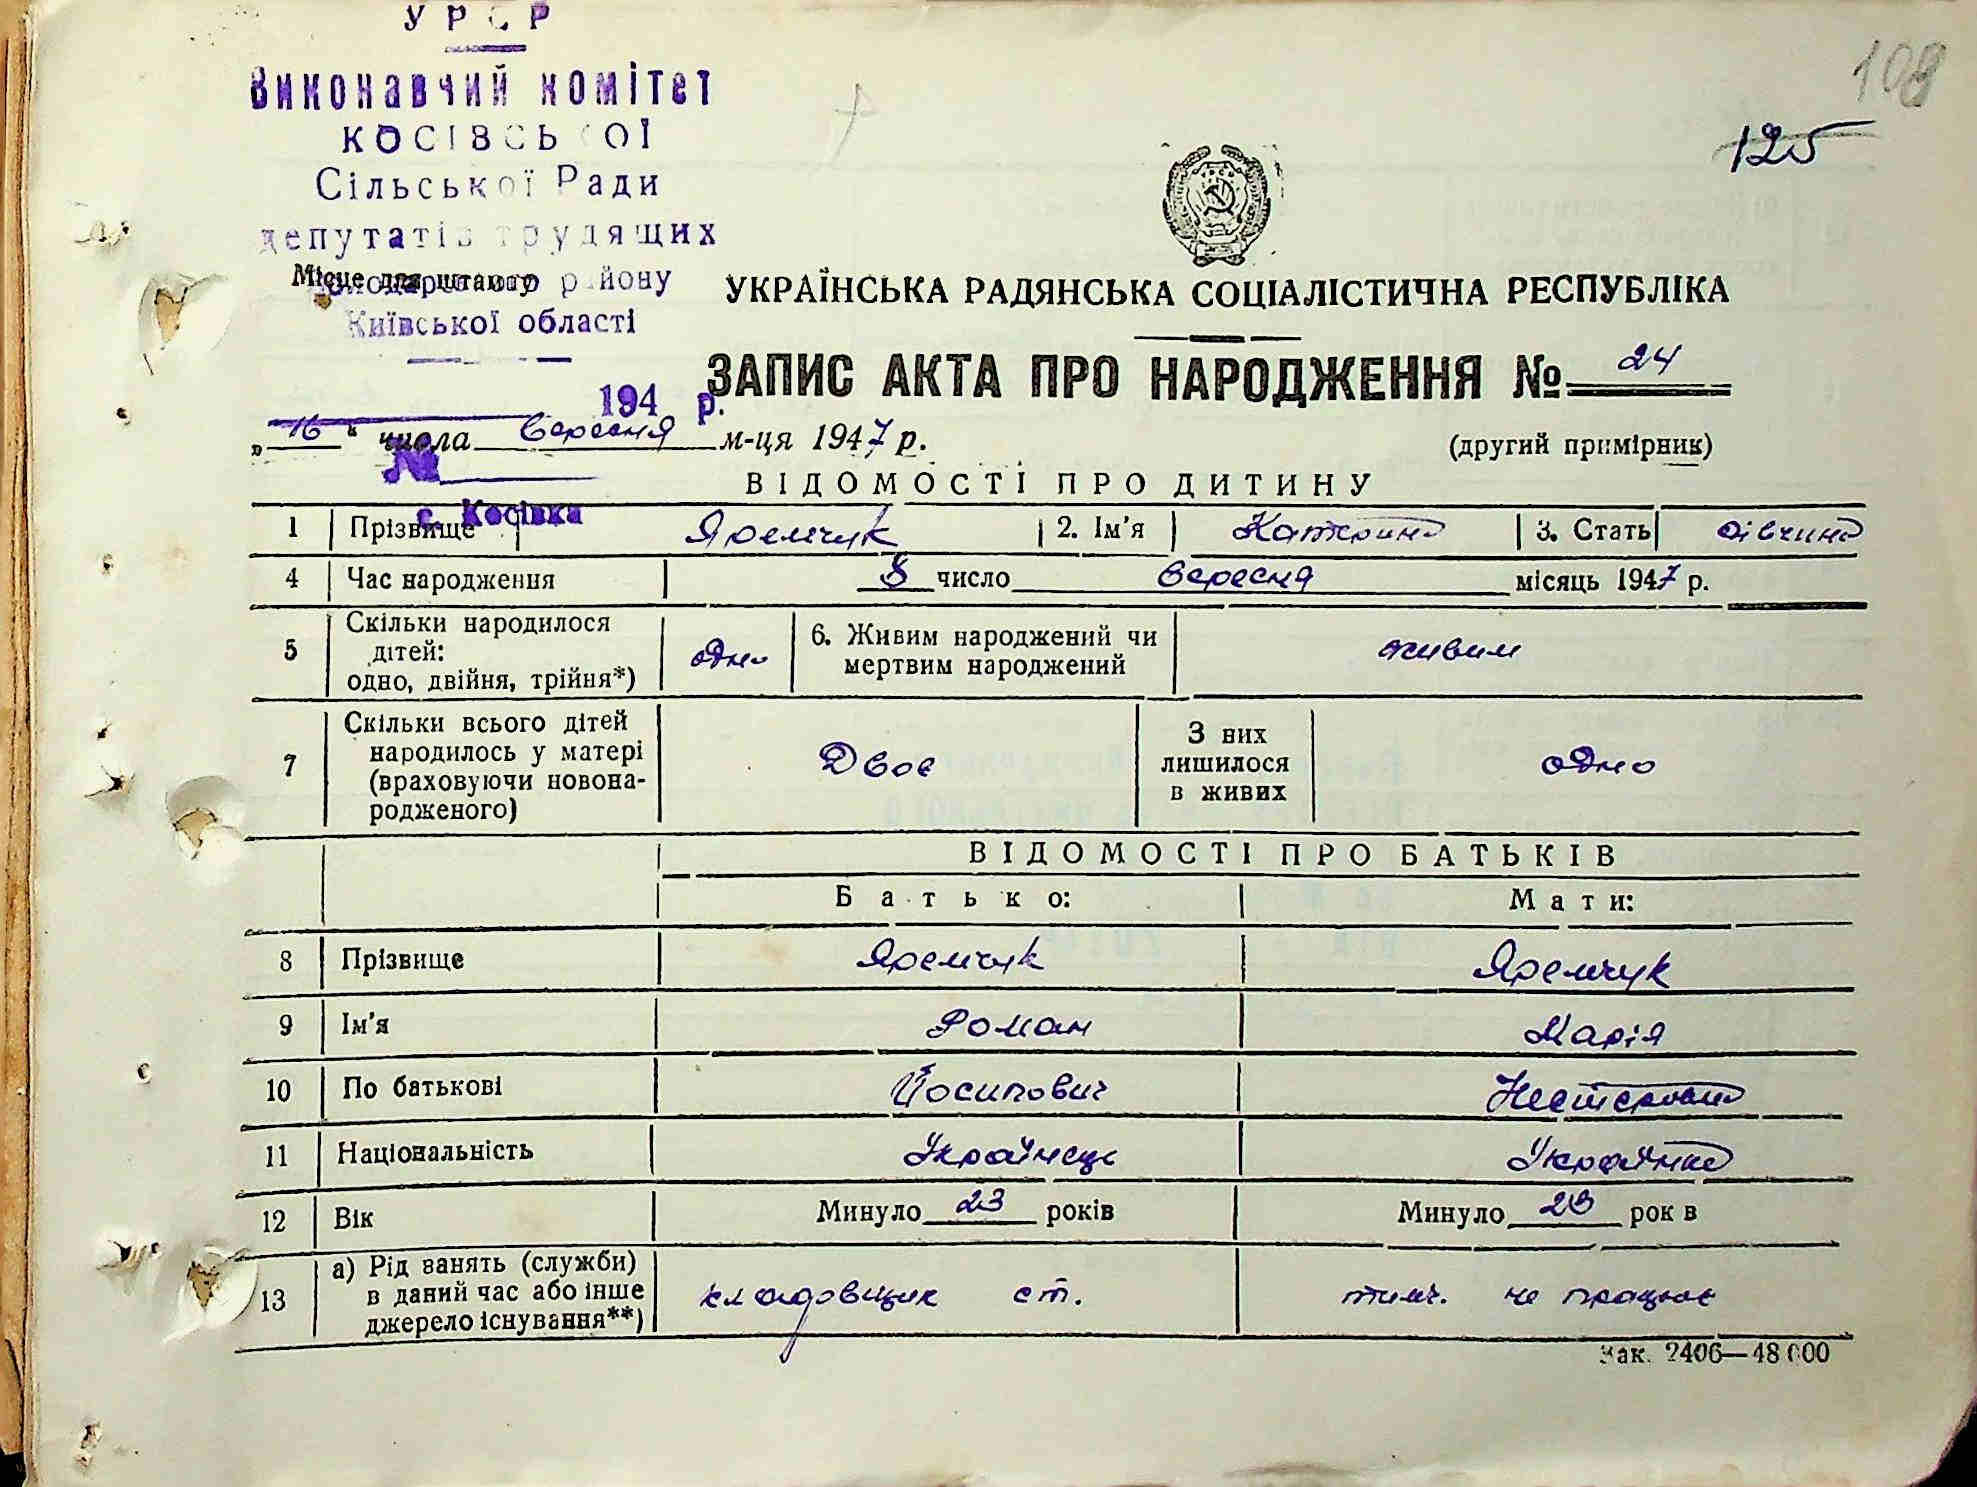 УРСР
Виконавчий комітет
КОСІВСЬКОЇ
Сільської Ради
депутатів трудящих
Місце для штампу
району
Київської області
194 р.
№
с. Косівка
108
125
УКРАЇНСЬКА РАДЯНСЬКА СОЦІАЛІСТИЧНА РЕСПУБЛІКА
ЗАПИС АКТА ПРО НАРОДЖЕННЯ № 24
„16“ числа вересня м-ця 1947 р.
(другий примірник)
ВІДОМОСТІ ПРО ДИТИНУ
1 Прізвище Яремчук 2. Ім'я Катерина 3. Стать дівчина
4 Час народження 8 число вересня місяць 1947 р.
5 Скільки народилося дітей: одно, двійня, трійня*) одно 6. Живим народжений чи мертвим народжений живим
7 Скільки всього дітей народилось у матері (враховуючи новонародженого) Двоє З них лишилося в живих одно
ВІДОМОСТІ ПРО БАТЬКІВ
Батько: Мати:
8 Прізвище Яремчук Яремчук
9 Ім'я Роман Марія
10 По батькові Йосипович Нестеровна
11 Національність Українець Українка
12 Вік Минуло 23 років Минуло 23 рок в
13 а) Рід занять (служби) в даний час або інше джерело існування**) кладовщик ст. тимч. не працює
Зак. 2406—48 000